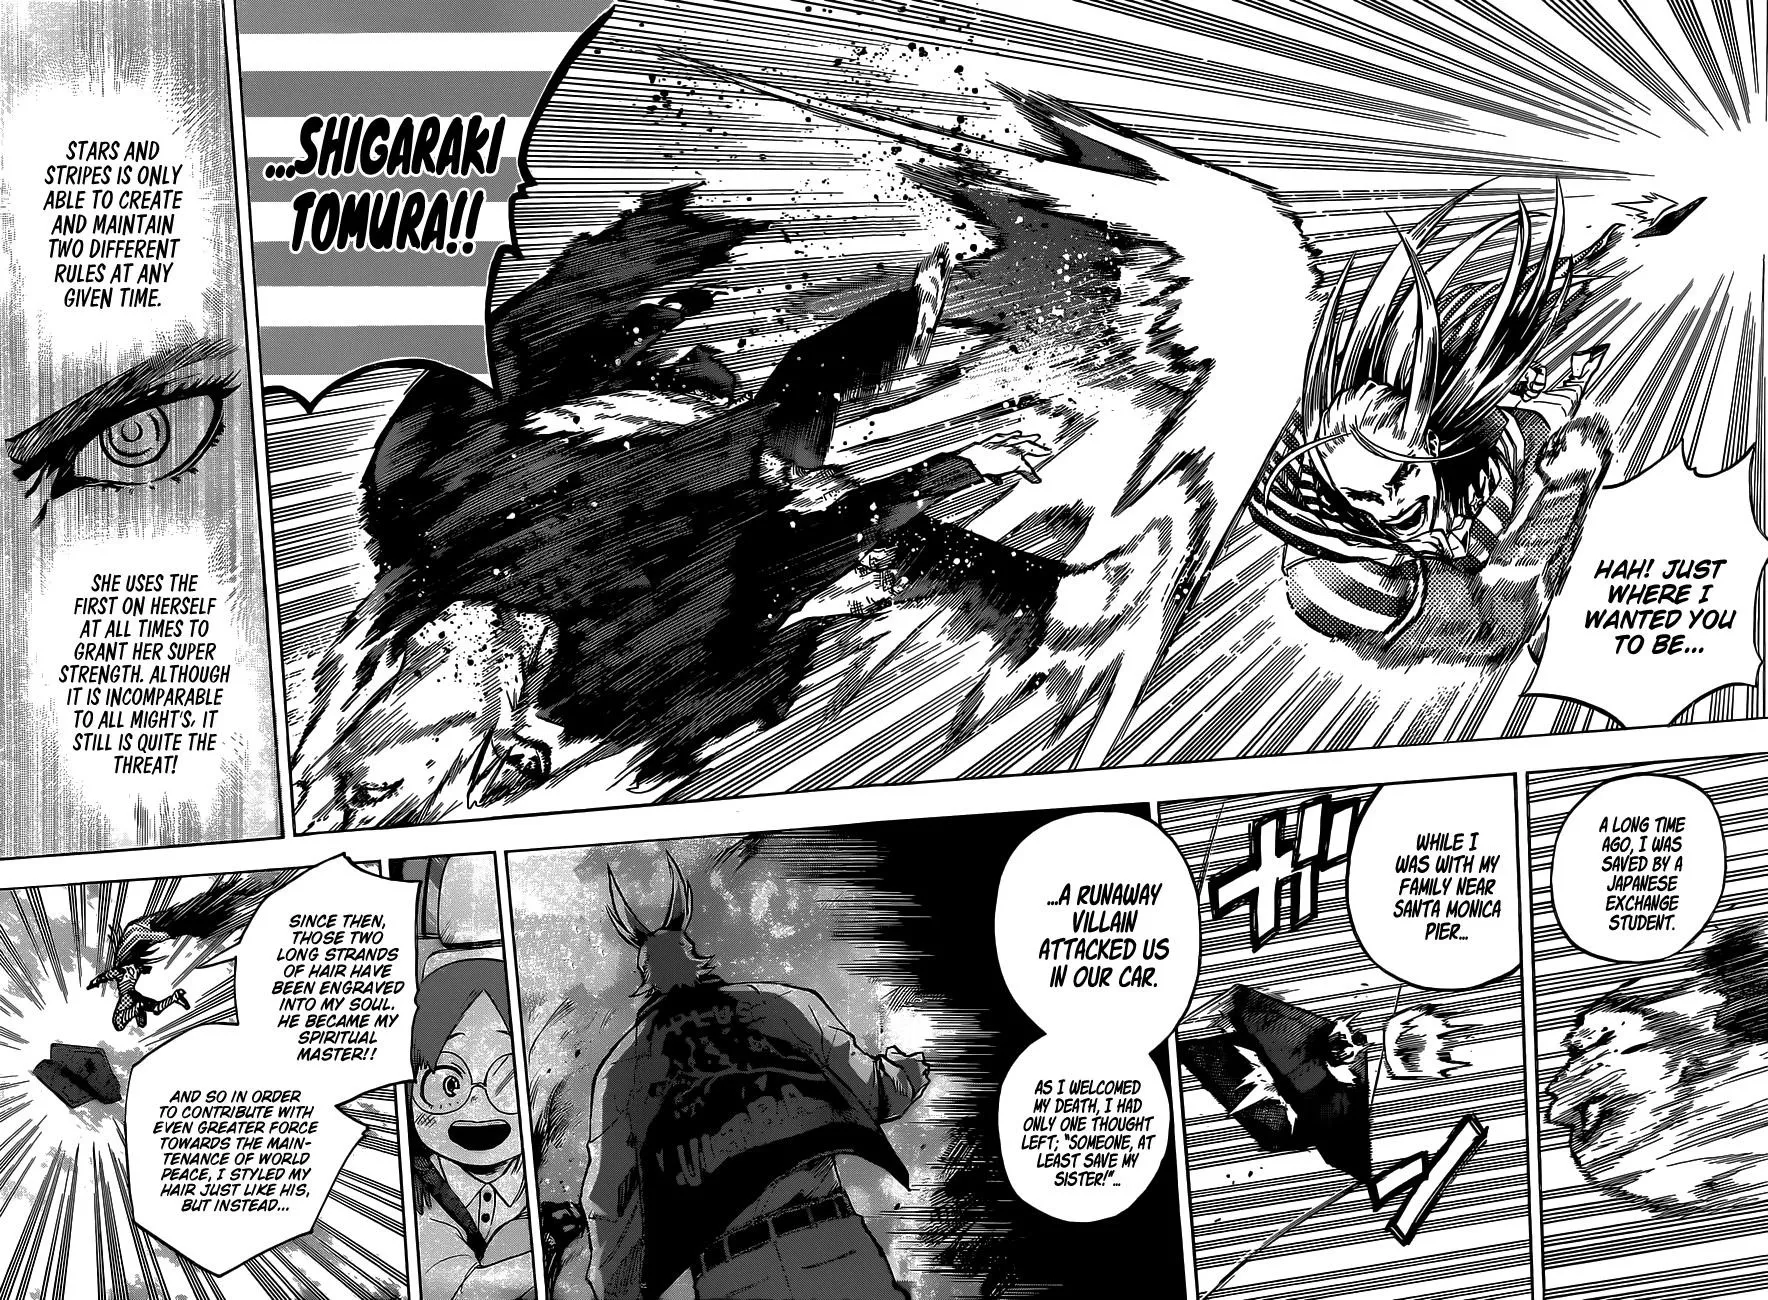 HAH! JUST
WHERE I
WANTED YOU
TO BE...
...SHIGARAKI
TOMURA!!
STARS AND
STRIPES IS ONLY
ABLE TO CREATE
AND MAINTAIN
TWO DIFFERENT
RULES AT ANY
GIVEN TIME.
SHE USES THE
FIRST ON HERSELF
AT ALL TIMES TO
GRANT HER SUPER
STRENGTH. ALTHOUGH
IT IS INCOMPARABLE
TO ALL MIGHT'S, IT
STILL IS QUITE THE
THREAT!
A LONG TIME
AGO, I WAS
SAVED BY A
JAPANESE
EXCHANGE
STUDENT.
WHILE I
WAS WITH MY
FAMILY NEAR
SANTA MONICA
PIER...
...A RUNAWAY
VILLAIN
ATTACKED US
IN OUR CAR.
AS I WELCOMED
MY DEATH, I HAD
ONLY ONE THOUGHT
LEFT; "SOMEONE, AT
LEAST SAVE MY
SISTER!"...
PLUS
SINCE THEN,
THOSE TWO
LONG STRANDS
OF HAIR HAVE
BEEN ENGRAVED
INTO MY SOUL.
HE BECAME MY
SPIRITUAL
MASTER!!
AND SO IN ORDER
TO CONTRIBUTE WITH
EVEN GREATER FORCE
TOWARDS THE MAIN-
TENANCE OF WORLD
PEACE, I STYLED MY
HAIR JUST LIKE HIS,
BUT INSTEAD...